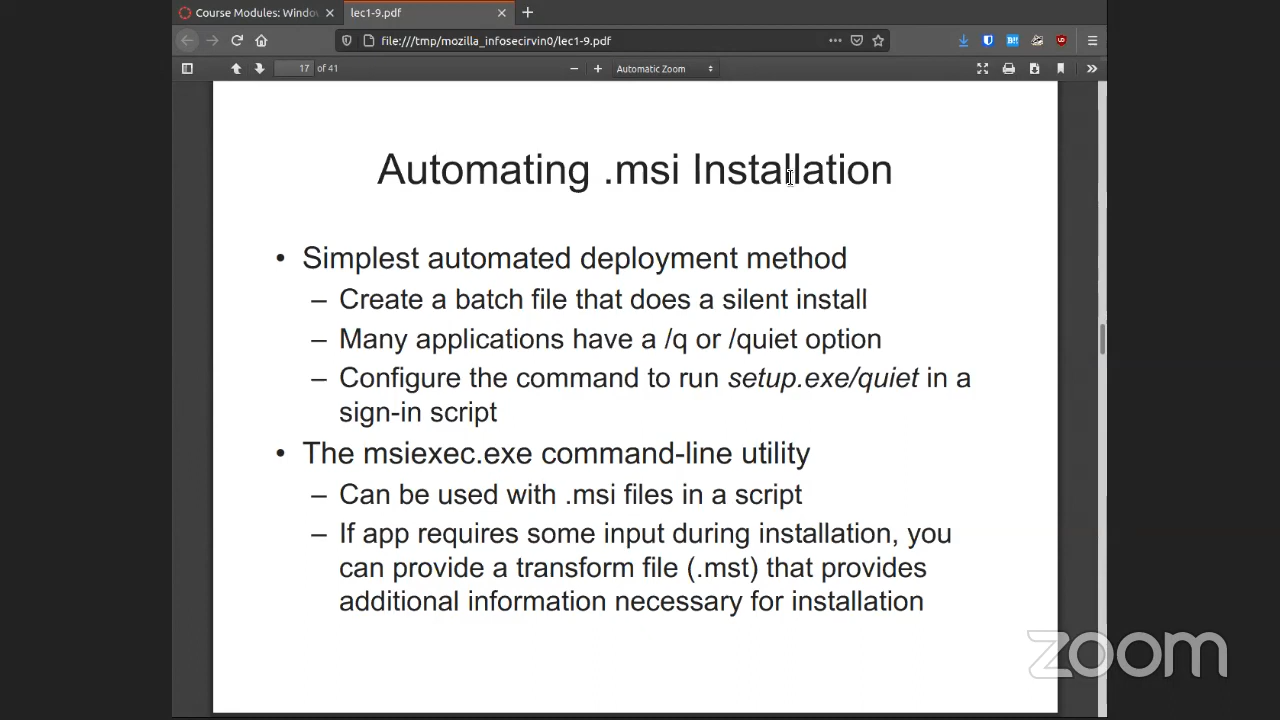 Course Modules: Windo
lec1-9.pdf
file:///tmp/mozilla_infosecirvin0/lec1-9.pdf
17 of 41
Automatic Zoom
Automating .msi Installation
• Simplest automated deployment method
– Create a batch file that does a silent install
– Many applications have a /q or /quiet option
– Configure the command to run setup.exe/quiet in a
sign-in script
• The msiexec.exe command-line utility
– Can be used with .msi files in a script
– If app requires some input during installation, you
can provide a transform file (.mst) that provides
additional information necessary for installation
zoom